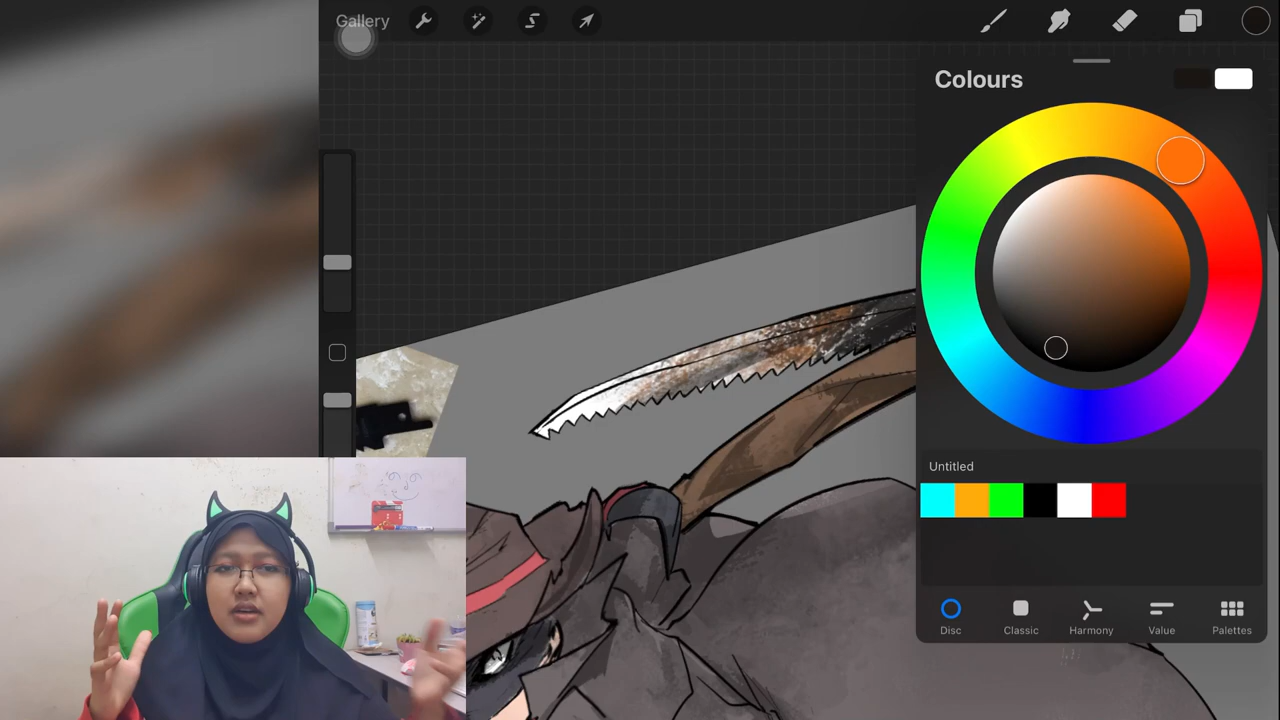 Gallery
Colours
Untitled
Disc
Classic
Harmony
Value
Palettes